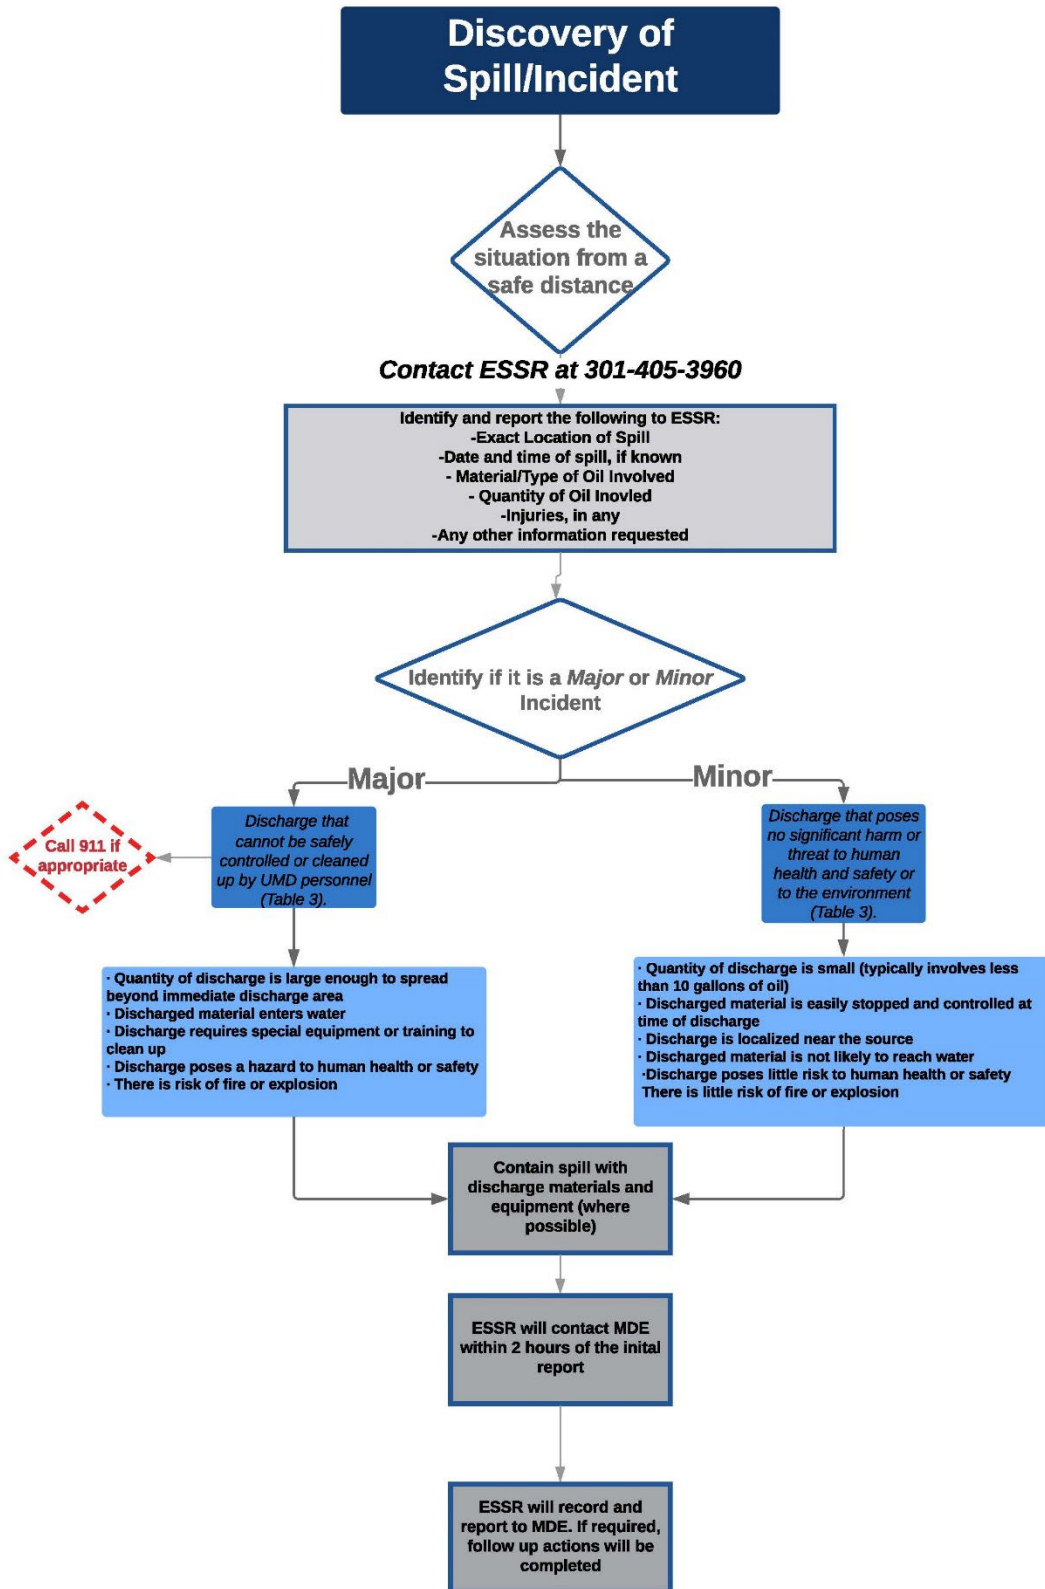 Discovery of
Spill/Incident
Assess the
situation from a
safe distance
Contact ESSR at 301-405-3960
Identify and report the following to ESSR:
-Exact Location of Spill
-Date and time of spill, if known
- Material/Type of Oil Involved
- Quantity of Oil Inovled
-Injuries, in any
-Any other information requested
Identify if it is a Major or Minor
Incident
Major
Minor
Call 911 if
appropriate
Discharge that
cannot be safely
controlled or cleaned
up by UMD personnel
(Table 3).
Discharge that poses
no significant harm or
threat to human
health and safety or
to the environment
(Table 3).
· Quantity of discharge is large enough to spread
beyond immediate discharge area
· Discharged material enters water
· Discharge requires special equipment or training to
clean up
· Discharge poses a hazard to human health or safety
· There is risk of fire or explosion
· Quantity of discharge is small (typically involves less
than 10 gallons of oil)
· Discharged material is easily stopped and controlled at
time of discharge
· Discharge is localized near the source
· Discharged material is not likely to reach water
·Discharge poses little risk to human health or safety
There is little risk of fire or explosion
Contain spill with
discharge materials and
equipment (where
possible)
ESSR will contact MDE
within 2 hours of the inital
report
ESSR will record and
report to MDE. If required,
follow up actions will be
completed